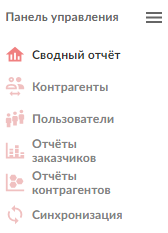 Панель управления
Сводный отчёт
Контрагенты
Пользователи
Отчёты
заказчиков
Отчёты
контрагентов
Синхронизация